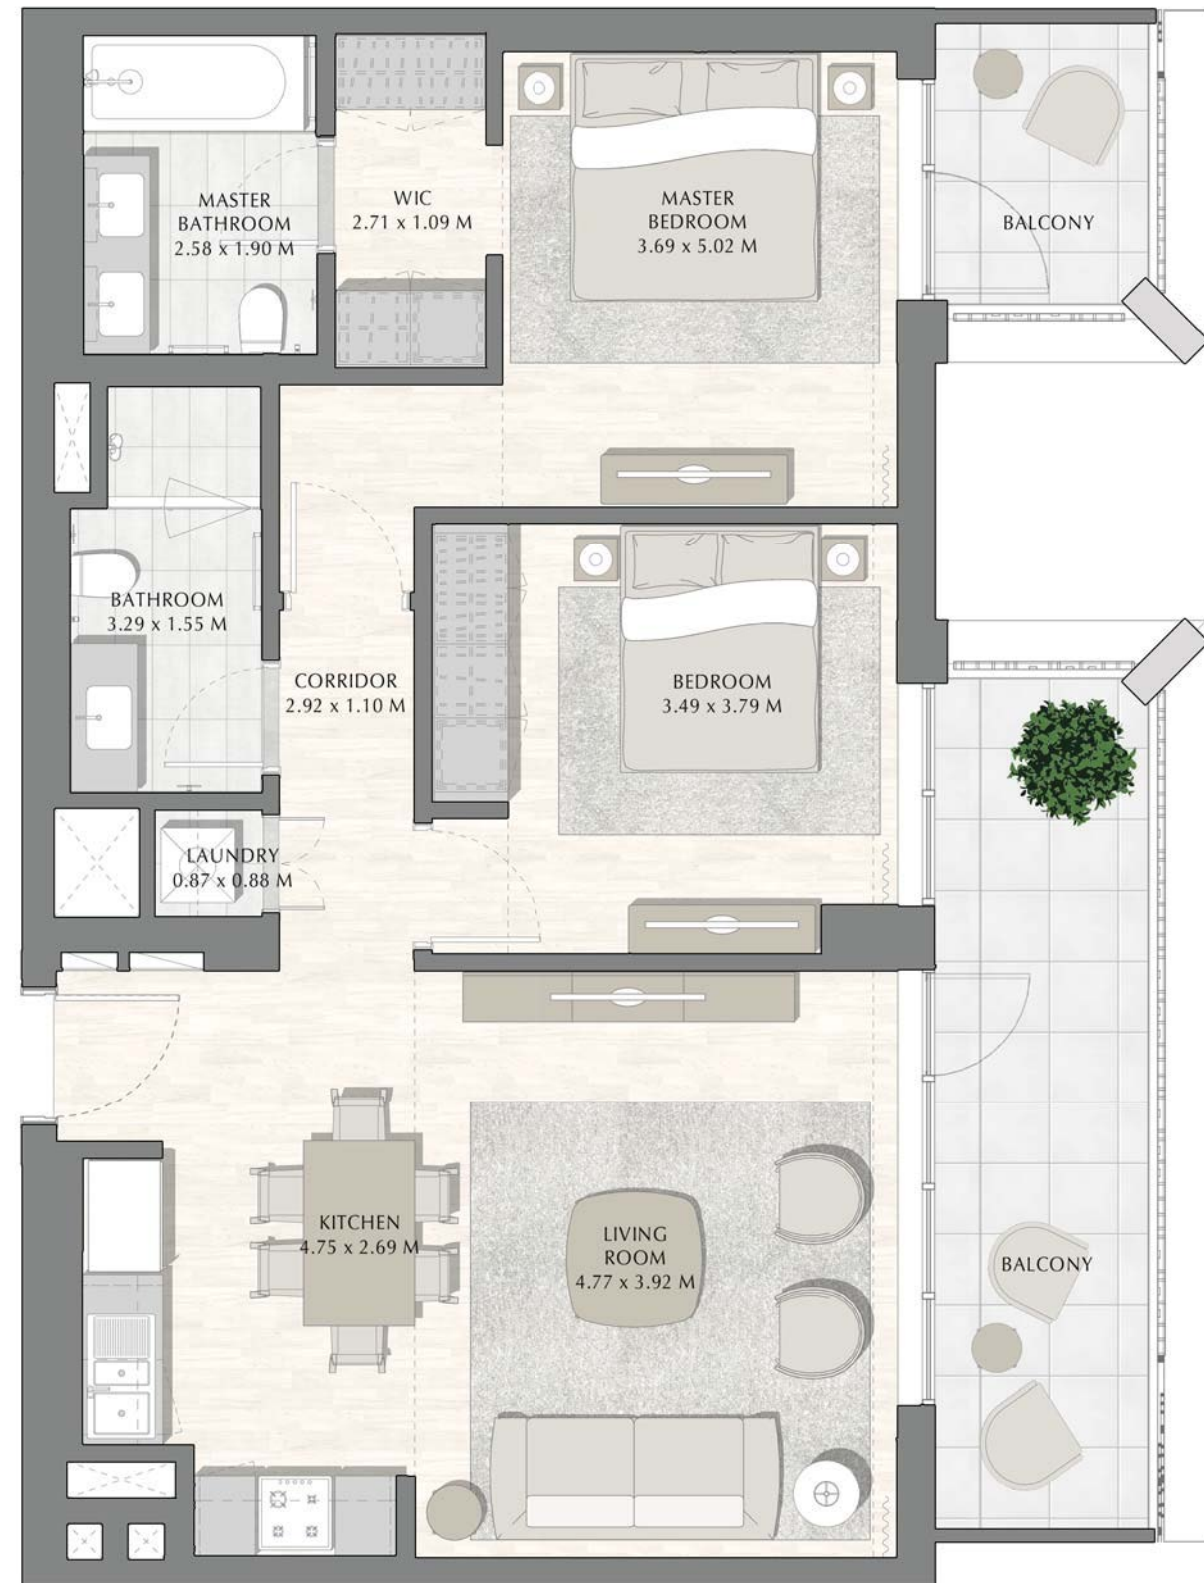 MASTER
BATHROOM
2.58 x 1.90 M
WIC
2.71 x 1.09 M
MASTER
BEDROOM
3.69 x 5.02 M
BALCONY
BATHROOM
3.29 x 1.55 M
CORRIDOR
2.92 x 1.10 M
BEDROOM
3.49 x 3.79 M
LAUNDRY
0.87 x 0.88 M
KITCHEN
4.75 x 2.69 M
LIVING
ROOM
4.77 x 3.92 M
BALCONY